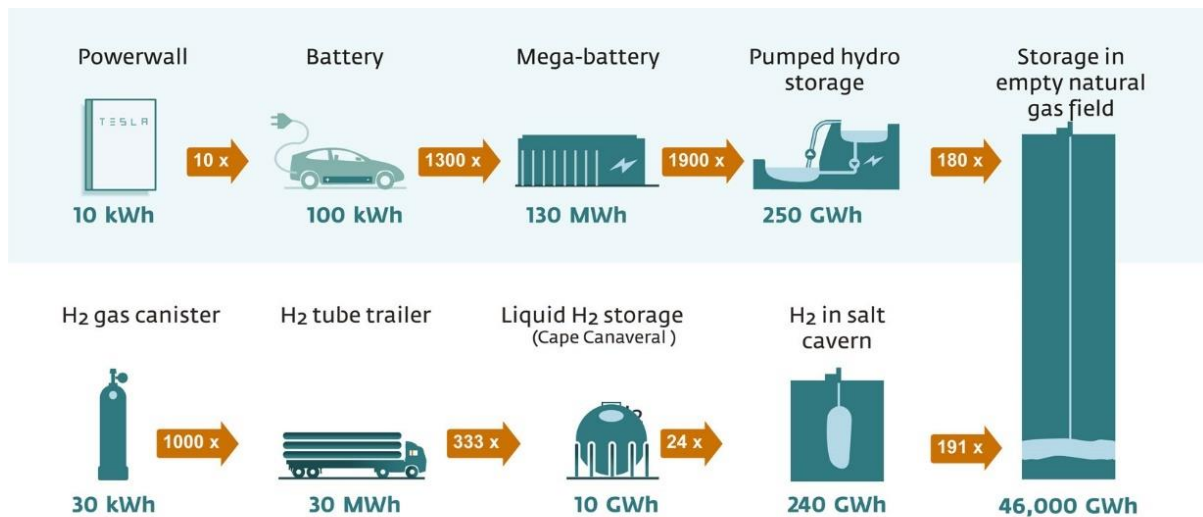 Powerwall
Battery
Mega-battery
Pumped hydro
storage
Storage in
empty natural
gas field
TESLA
10 x
1300 x
1900 x
180 x
10 kWh
100 kWh
130 MWh
250 GWh
H2 gas canister
H2 tube trailer
Liquid H2 storage
(Cape Canaveral )
H2 in salt
cavern
1000 x
333 x
24 x
191 x
30 kWh
30 MWh
10 GWh
240 GWh
46,000 GWh